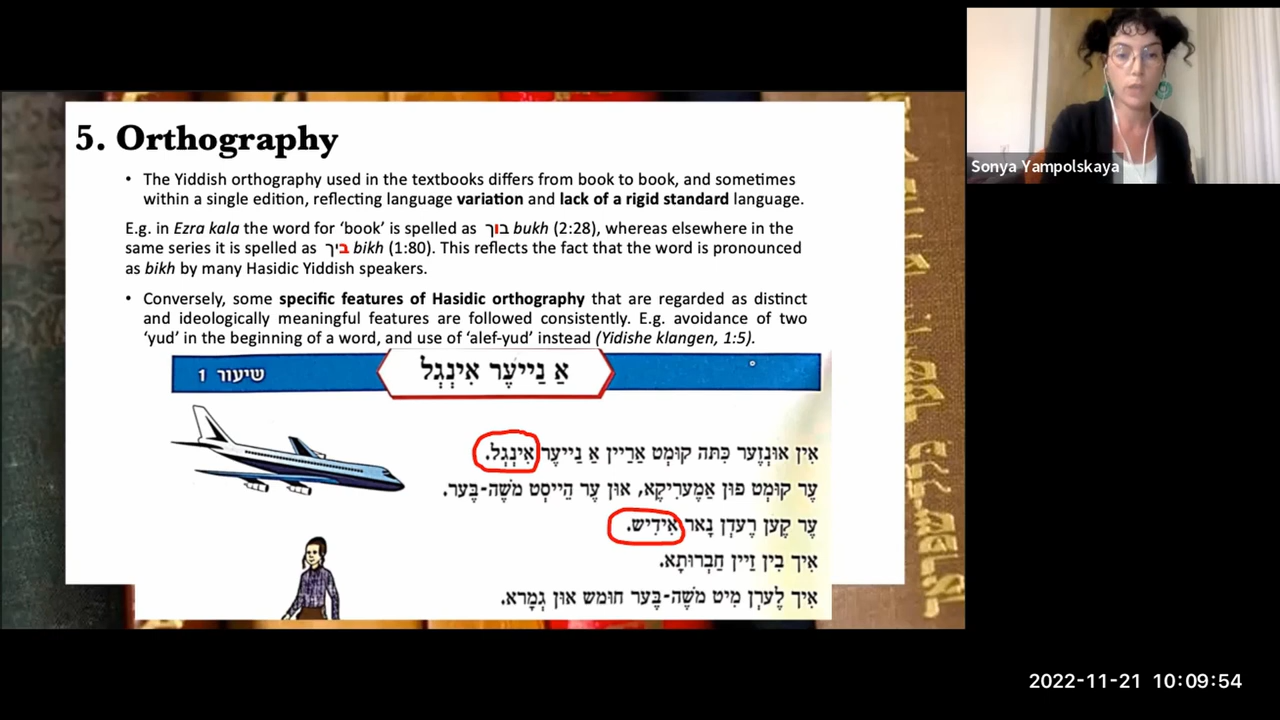 5. Orthography
• The Yiddish orthography used in the textbooks differs from book to book, and sometimes
within a single edition, reflecting language variation and lack of a rigid standard language.
E.g. in Ezra kala the word for ‘book’ is spelled as בוך bukh (2:28), whereas elsewhere in the
same series it is spelled as ביך bikh (1:80). This reflects the fact that the word is pronounced
as bikh by many Hasidic Yiddish speakers.
• Conversely, some specific features of Hasidic orthography that are regarded as distinct
and ideologically meaningful features are followed consistently. E.g. avoidance of two
‘yud’ in the beginning of a word, and use of ‘alef-yud’ instead (Yidishe klangen, 1:5).
שיעור 1
אַ נַייעֶר אִינְגְל
אִין אוּנְזֶער כִּתָּה קוּמְט אַרַיין אַ נַייעֶר אִינְגְל.
עֶר קוּמְט פוּן אַמֶערִיקֶא, אוּן עֶר הֵייסְט מֹשֶׁה-בֶּער.
עֶר קֶען רֶעדְן נָאר אִידִיש.
אִיךְ בִּין זַיין חַבְרוּתָא.
אִיךְ לֶערְן מִיט מֹשֶׁה-בֶּער חוּמש אוּן גְמָרא.
Sonya Yampolskaya
2022-11-21 10:09:54